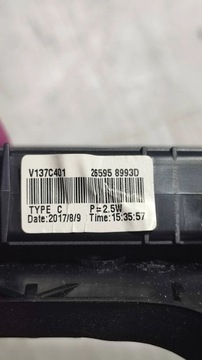 V137C401 26595 8993D
TYPE C P=2.5W
Date:2017/8/9 Time:15:35:57